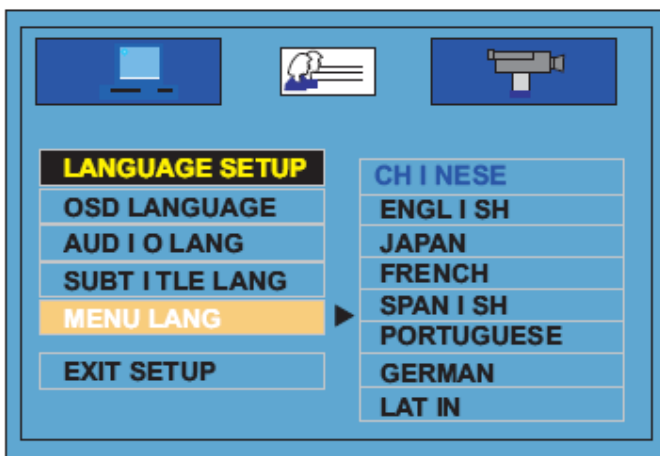 LANGUAGE SETUP
OSD LANGUAGE
AUD I O LANG
SUBT I TLE LANG
MENU LANG
EXIT SETUP
CH I NESE
ENGL I SH
JAPAN
FRENCH
SPAN I SH
PORTUGUESE
GERMAN
LAT IN